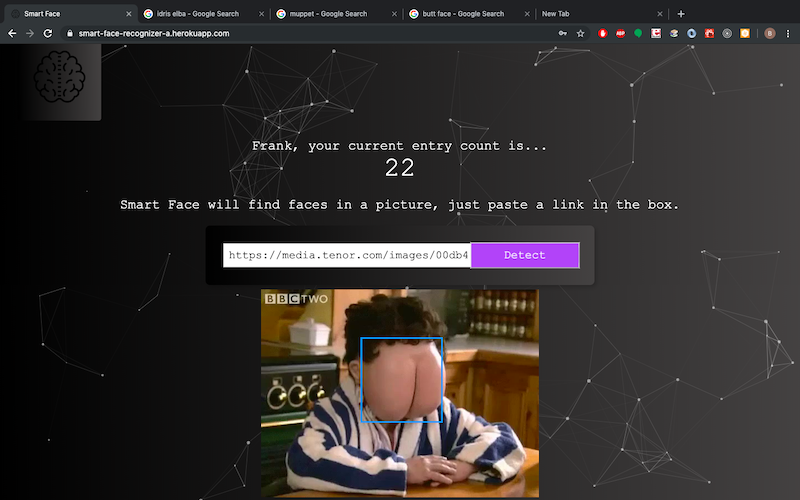 Smart Face
idris elba - Google Search
muppet - Google Search
butt face - Google Search
New Tab
smart-face-recognizer-a.herokuapp.com
ABP
B
Frank, your current entry count is...
22
Smart Face will find faces in a picture, just paste a link in the box.
https://media.tenor.com/images/00db4
Detect
BBC TWO